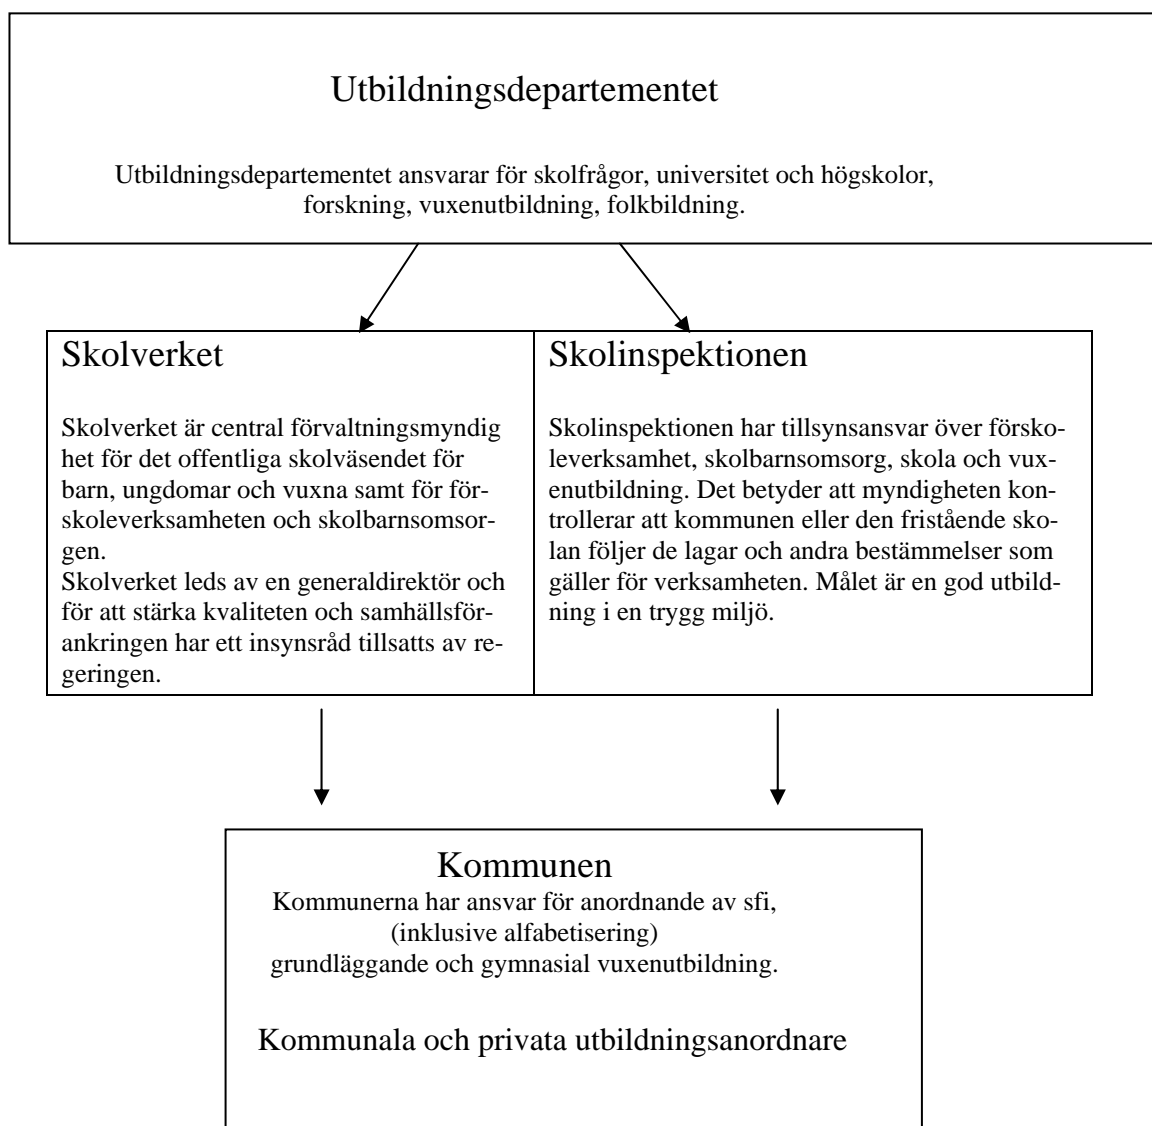 Utbildningsdepartementet
Utbildningsdepartementet ansvarar för skolfrågor, universitet och högskolor,
forskning, vuxenutbildning, folkbildning.
Skolverket
Skolverket är central förvaltningsmyndig
het för det offentliga skolväsendet för
barn, ungdomar och vuxna samt för för-
skoleverksamheten och skolbarnsomsor-
gen.
Skolverket leds av en generaldirektör och
för att stärka kvaliteten och samhällsför-
ankringen har ett insynsråd tillsatts av re-
geringen.
Skolinspektionen
Skolinspektionen har tillsynsansvar över försko-
leverksamhet, skolbarnsomsorg, skola och vux-
enutbildning. Det betyder att myndigheten kon-
trollerar att kommunen eller den fristående sko-
lan följer de lagar och andra bestämmelser som
gäller för verksamheten. Målet är en god utbild-
ning i en trygg miljö.
Kommunen
Kommunerna har ansvar för anordnande av sfi,
(inklusive alfabetisering)
grundläggande och gymnasial vuxenutbildning.
Kommunala och privata utbildningsanordnare